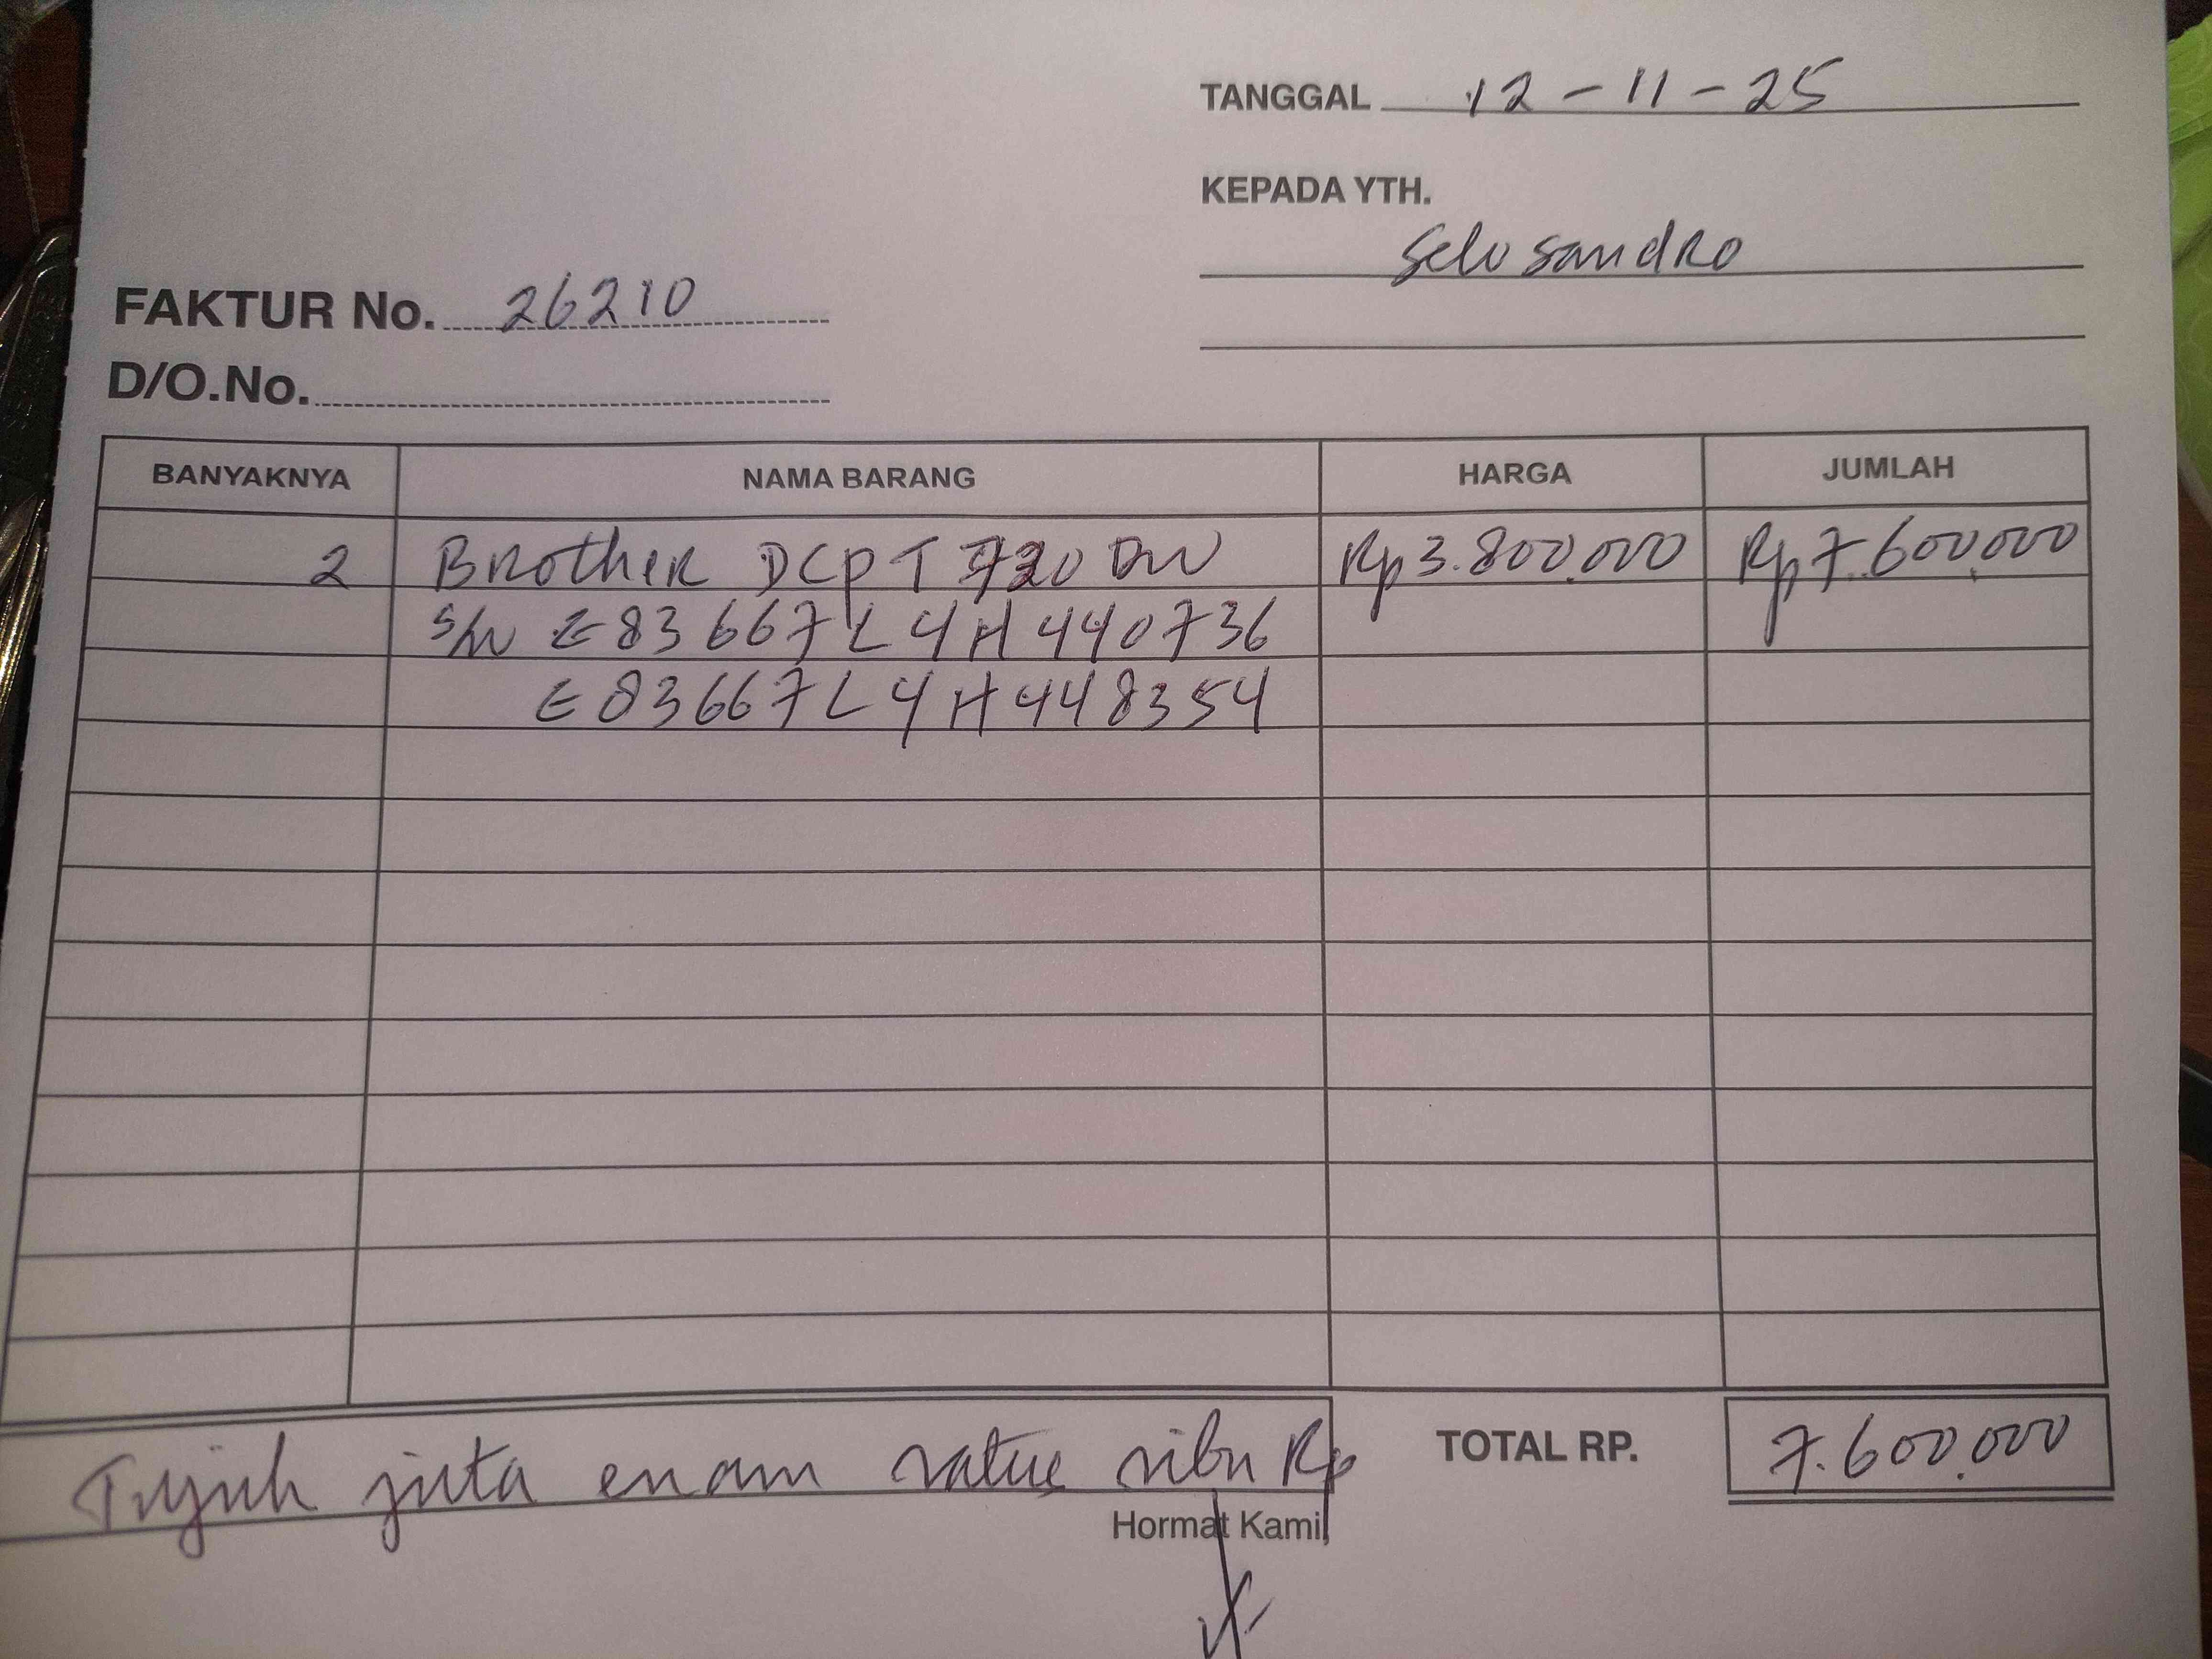 TANGGAL 12-11-25
KEPADA YTH.
Selo Sandro
FAKTUR No. 26210
D/O.No.
BANYAKNYA NAMA BARANG HARGA JUMLAH
2 Brother DCP T 720 DW Rp 3.800.000 Rp 7.600.000
S/N E83667L4H440736
E83667L4H448354
Tujuh juta enam ratus ribu Rp TOTAL RP. 7.600.000
Hormat Kami,